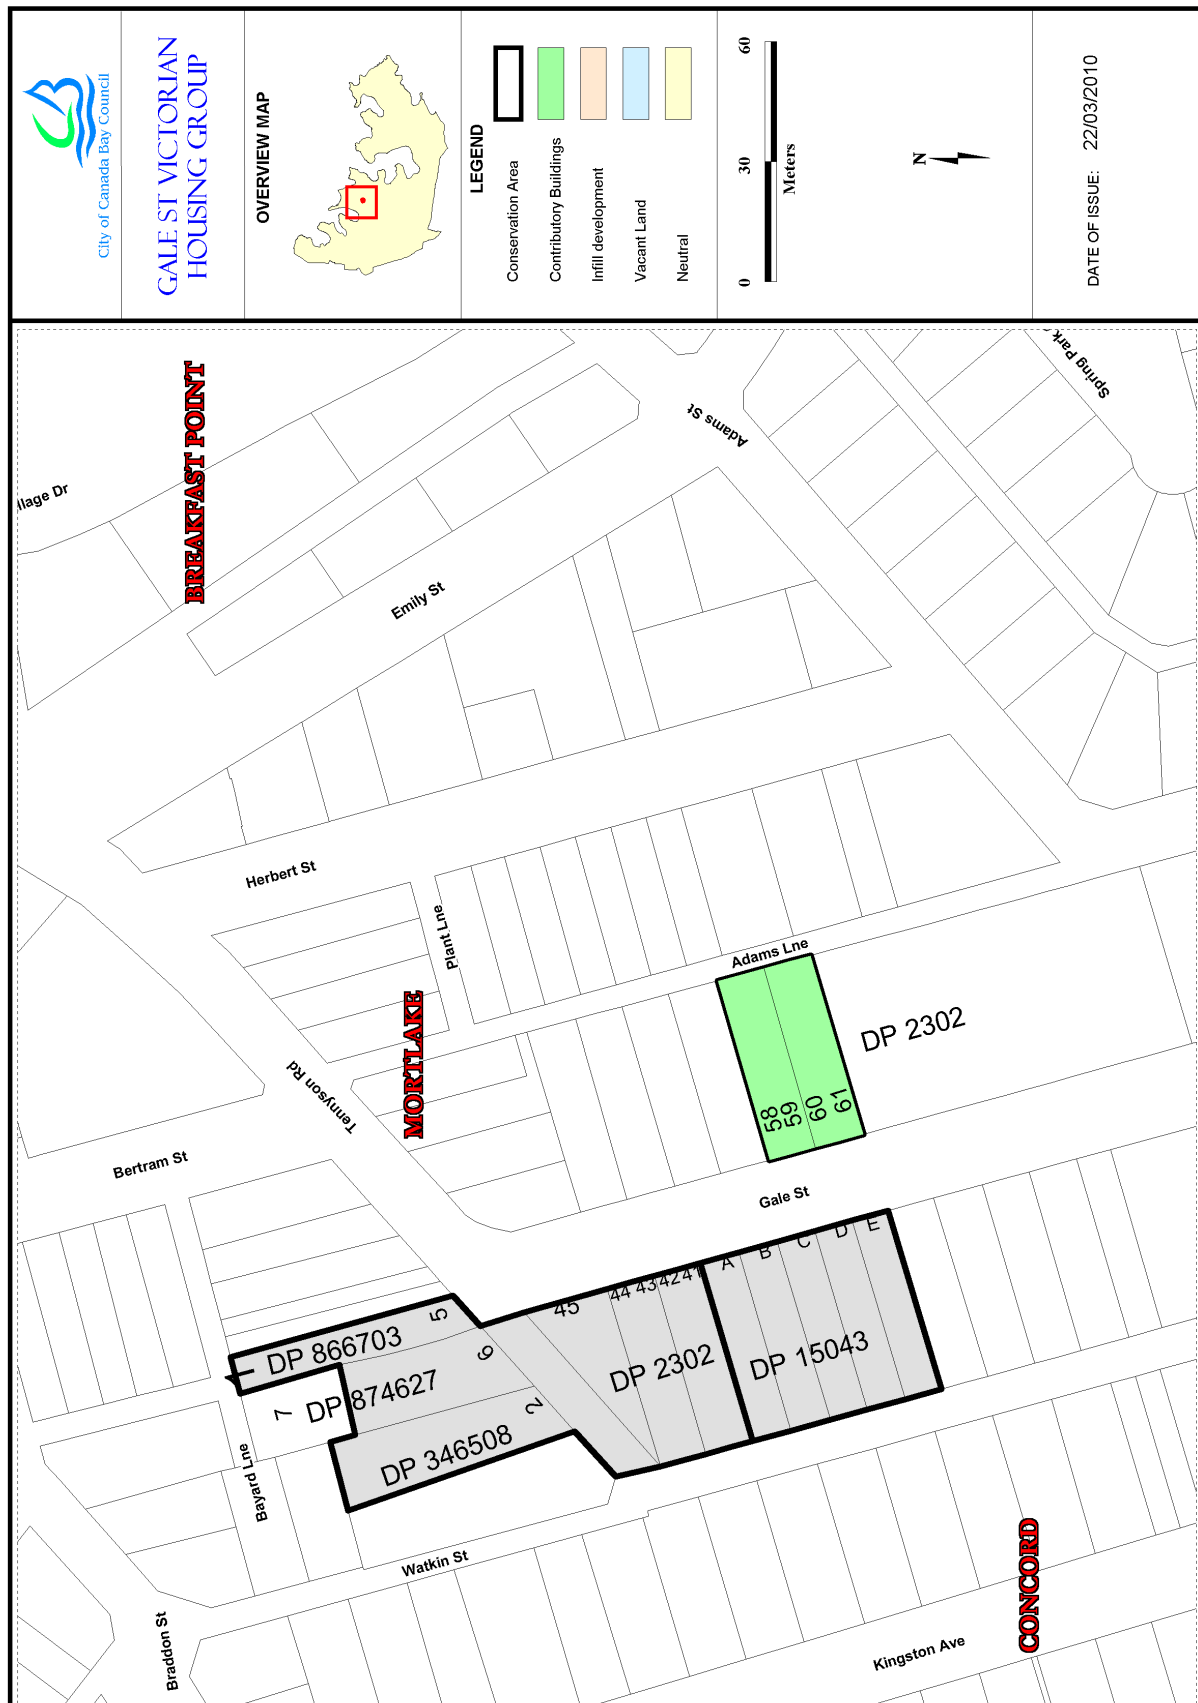 City of Canada Bay Council
GALE ST VICTORIAN
HOUSING GROUP
OVERVIEW MAP
LEGEND
Conservation Area
Contributory Buildings
Infill development
Vacant Land
Neutral
0 30 60
Meters
N
DATE OF ISSUE: 22/03/2010
BREAKFAST POINT
llage Dr
Emily St
Adams St
Spring Park
Herbert St
Plant Lne
Adams Lne
MORTLAKE
Tennyson Rd
Bertram St
58
59
60
61
DP 2302
Gale St
5
DP 866703
6
7
DP 874627
2
DP 346508
45
44
43
42
41
DP 2302
A
B
C
D
E
DP 15043
Bayard Lne
Watkin St
Braddon St
CONCORD
Kingston Ave